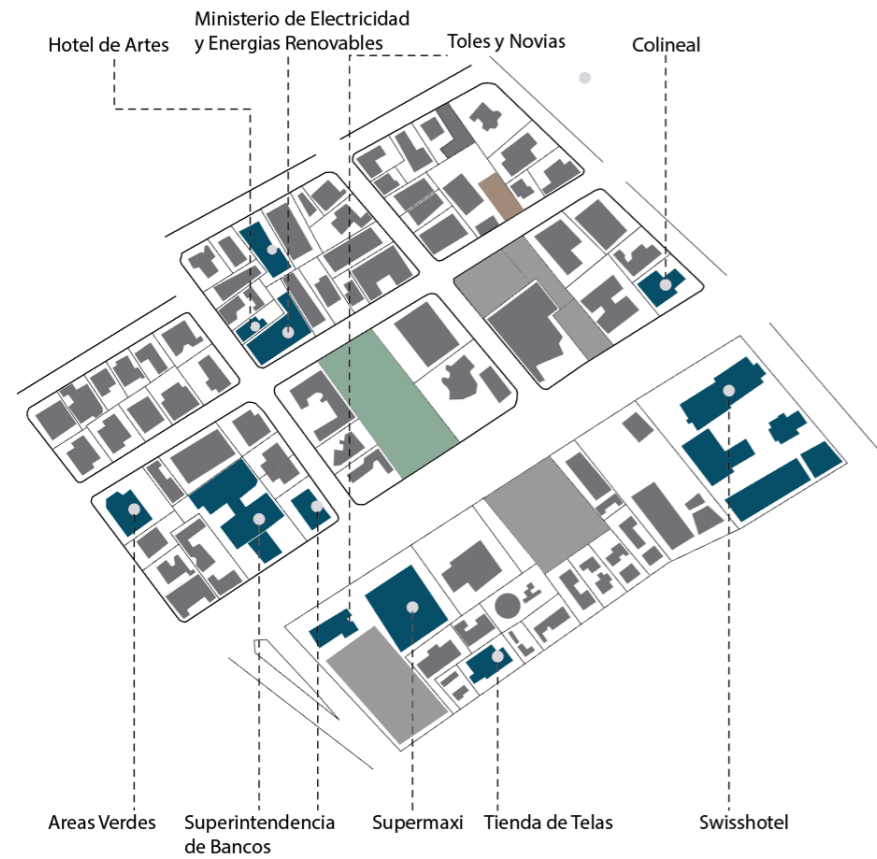 Ministerio de Electricidad
y Energias Renovables
Hotel de Artes
Toles y Novias
Colineal
Areas Verdes
Superintendencia
de Bancos
Supermaxi
Tienda de Telas
Swisshotel